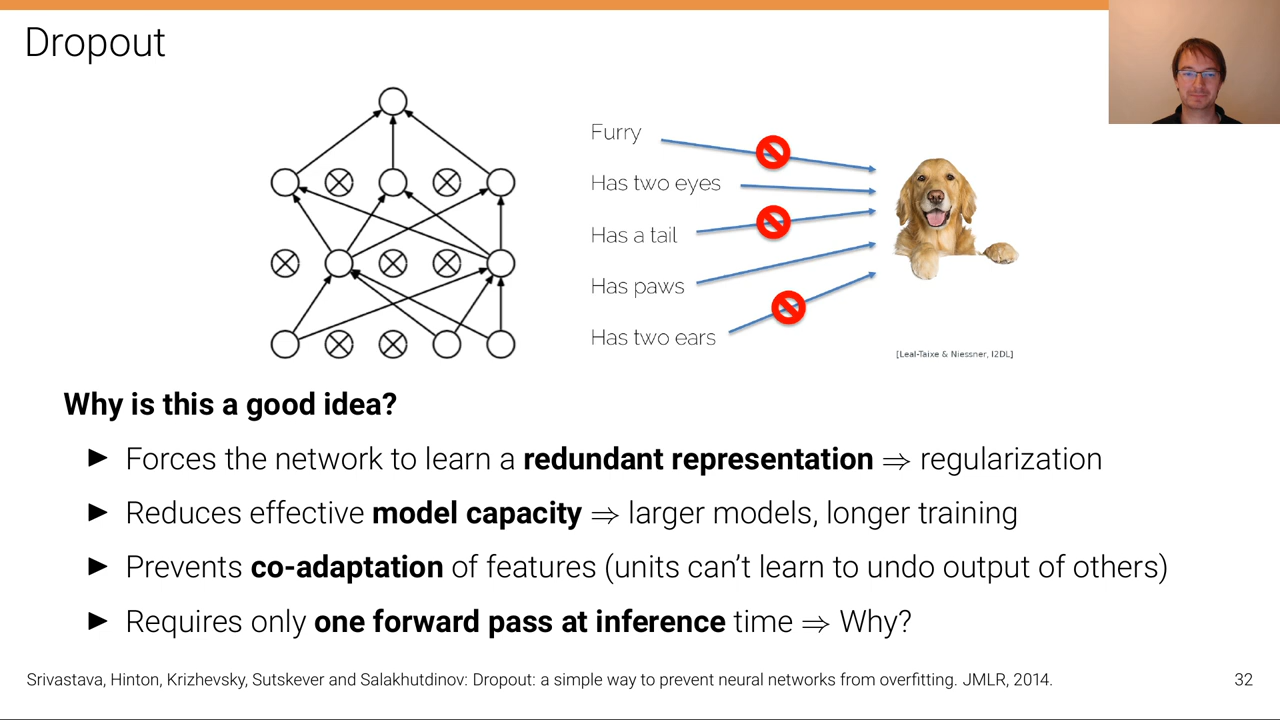 Dropout
Furry
Has two eyes
Has a tail
Has paws
Has two ears
[Leal-Taixe & Niessner, I2DL]
Why is this a good idea?
► Forces the network to learn a redundant representation ⇒ regularization
► Reduces effective model capacity ⇒ larger models, longer training
► Prevents co-adaptation of features (units can't learn to undo output of others)
► Requires only one forward pass at inference time ⇒ Why?
Srivastava, Hinton, Krizhevsky, Sutskever and Salakhutdinov: Dropout: a simple way to prevent neural networks from overfitting. JMLR, 2014.
32